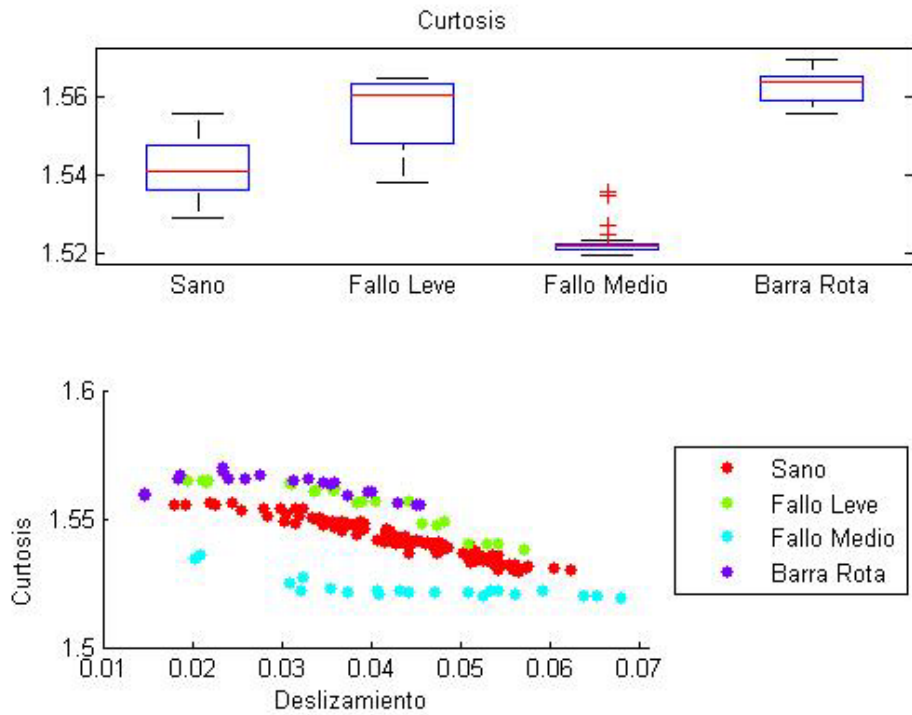 Curtosis
1.56
1.54
1.52
Sano Fallo Leve Fallo Medio Barra Rota
1.6
1.55
1.5
Curtosis
0.01 0.02 0.03 0.04 0.05 0.06 0.07
Deslizamiento
Sano
Fallo Leve
Fallo Medio
Barra Rota